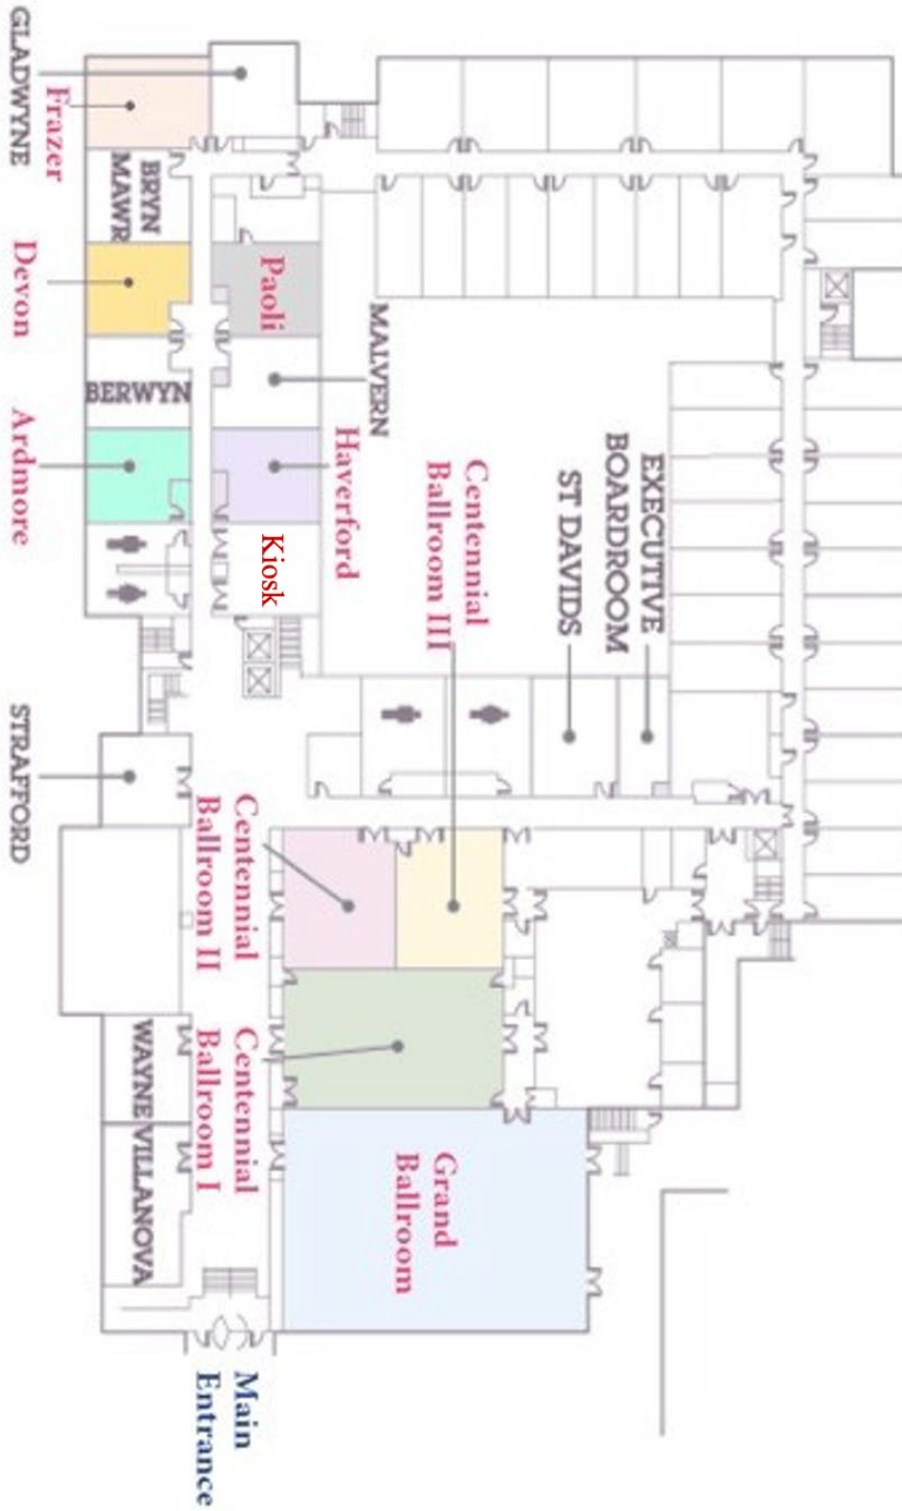 GLADWYNE
Frazer
BRYN
MAWR
Devon
Paoli
MALVERN
BERWYN
Ardmore
Haverford
Kiosk
Centennial
Ballroom III
ST DAVIDS
EXECUTIVE
BOARDROOM
STRAFFORD
Centennial
Ballroom II
Centennial
Ballroom I
WAYNE
VILLANOVA
Grand
Ballroom
Main
Entrance